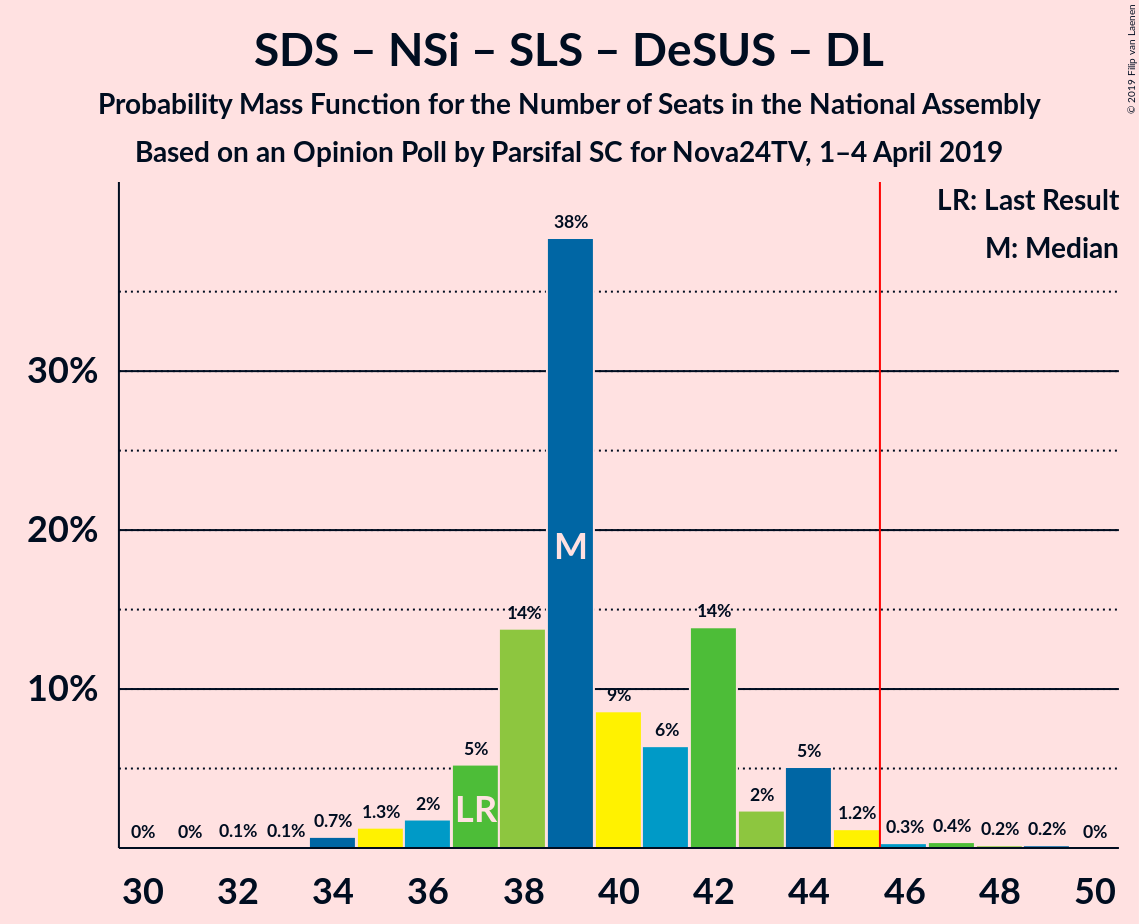 SDS – NSi – SLS – DeSUS – DL
Probability Mass Function for the Number of Seats in the National Assembly
Based on an Opinion Poll by Parsifal SC for Nova24TV, 1–4 April 2019
© 2019 Filip van Laenen
LR: Last Result
M: Median
38%
30%
20%
M
14%
14%
10%
9%
6%
5%
5%
LR
2%
2%
1.3%
1.2%
0.7%
0.4%
0.3%
0.2%
0.2%
0%
0%
0.1%
0.1%
0%
30 32 34 36 38 40 42 44 46 48 50